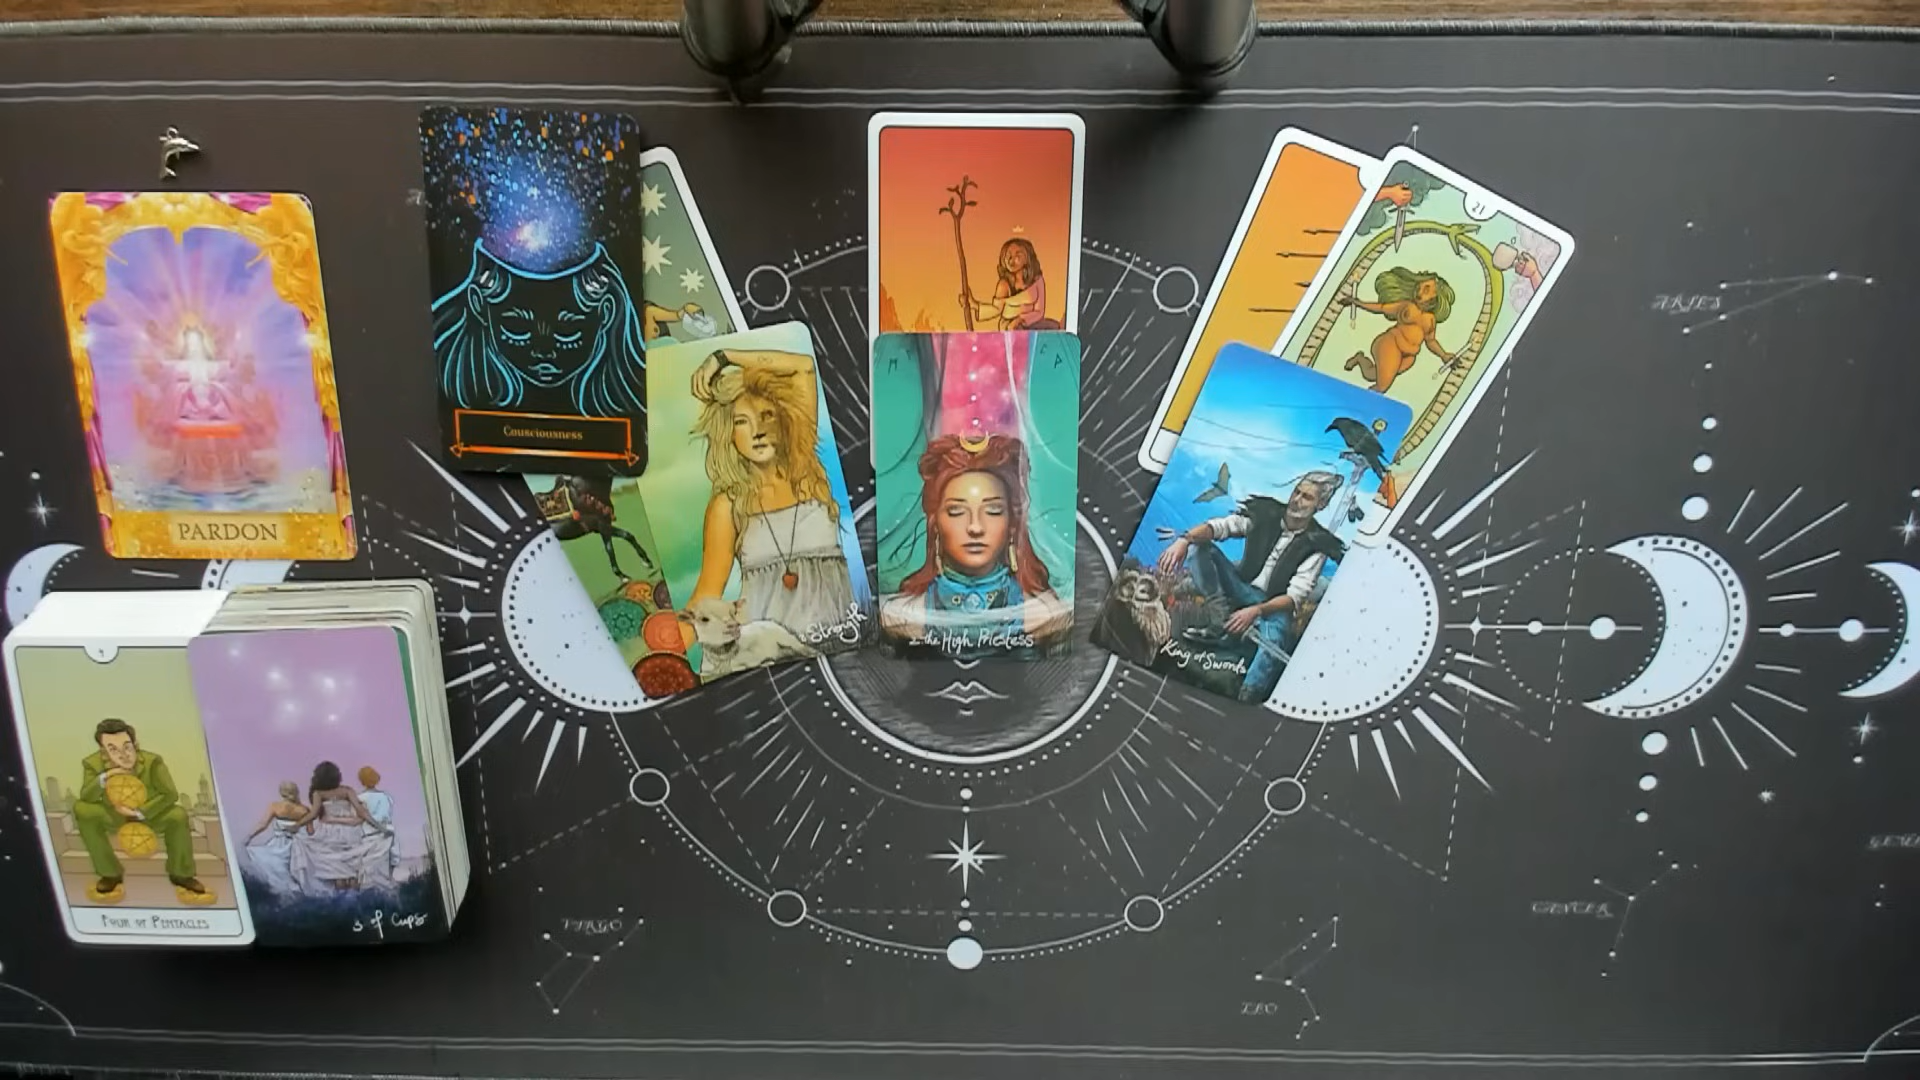 21
Consciousness
PARDON
Strength
2-the High Priestess
King of Swords
ARIES
4
FOUR OF PENTACLES
3 of Cups
VIRGO
LEO